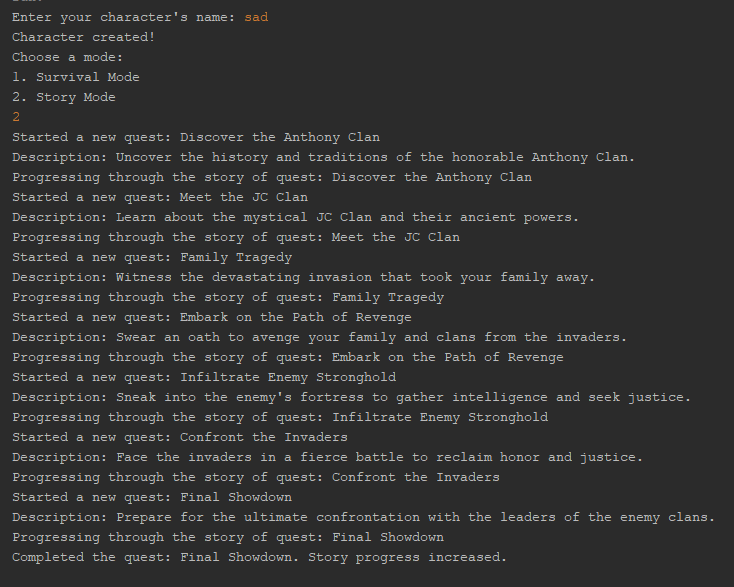 Enter your character's name: sad
Character created!
Choose a mode:
1. Survival Mode
2. Story Mode
2
Started a new quest: Discover the Anthony Clan
Description: Uncover the history and traditions of the honorable Anthony Clan.
Progressing through the story of quest: Discover the Anthony Clan
Started a new quest: Meet the JC Clan
Description: Learn about the mystical JC Clan and their ancient powers.
Progressing through the story of quest: Meet the JC Clan
Started a new quest: Family Tragedy
Description: Witness the devastating invasion that took your family away.
Progressing through the story of quest: Family Tragedy
Started a new quest: Embark on the Path of Revenge
Description: Swear an oath to avenge your family and clans from the invaders.
Progressing through the story of quest: Embark on the Path of Revenge
Started a new quest: Infiltrate Enemy Stronghold
Description: Sneak into the enemy's fortress to gather intelligence and seek justice.
Progressing through the story of quest: Infiltrate Enemy Stronghold
Started a new quest: Confront the Invaders
Description: Face the invaders in a fierce battle to reclaim honor and justice.
Progressing through the story of quest: Confront the Invaders
Started a new quest: Final Showdown
Description: Prepare for the ultimate confrontation with the leaders of the enemy clans.
Progressing through the story of quest: Final Showdown
Completed the quest: Final Showdown. Story progress increased.